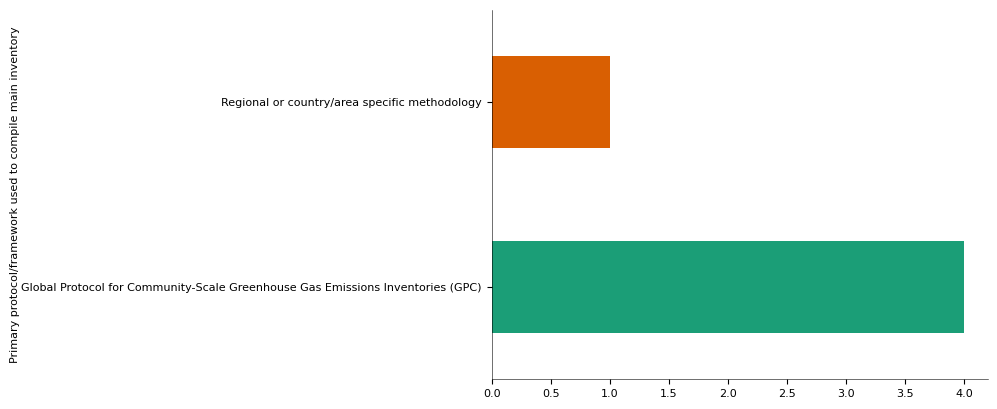 Primary protocol/framework used to compile main inventory
Regional or country/area specific methodology
Global Protocol for Community-Scale Greenhouse Gas Emissions Inventories (GPC)
0.0 0.5 1.0 1.5 2.0 2.5 3.0 3.5 4.0